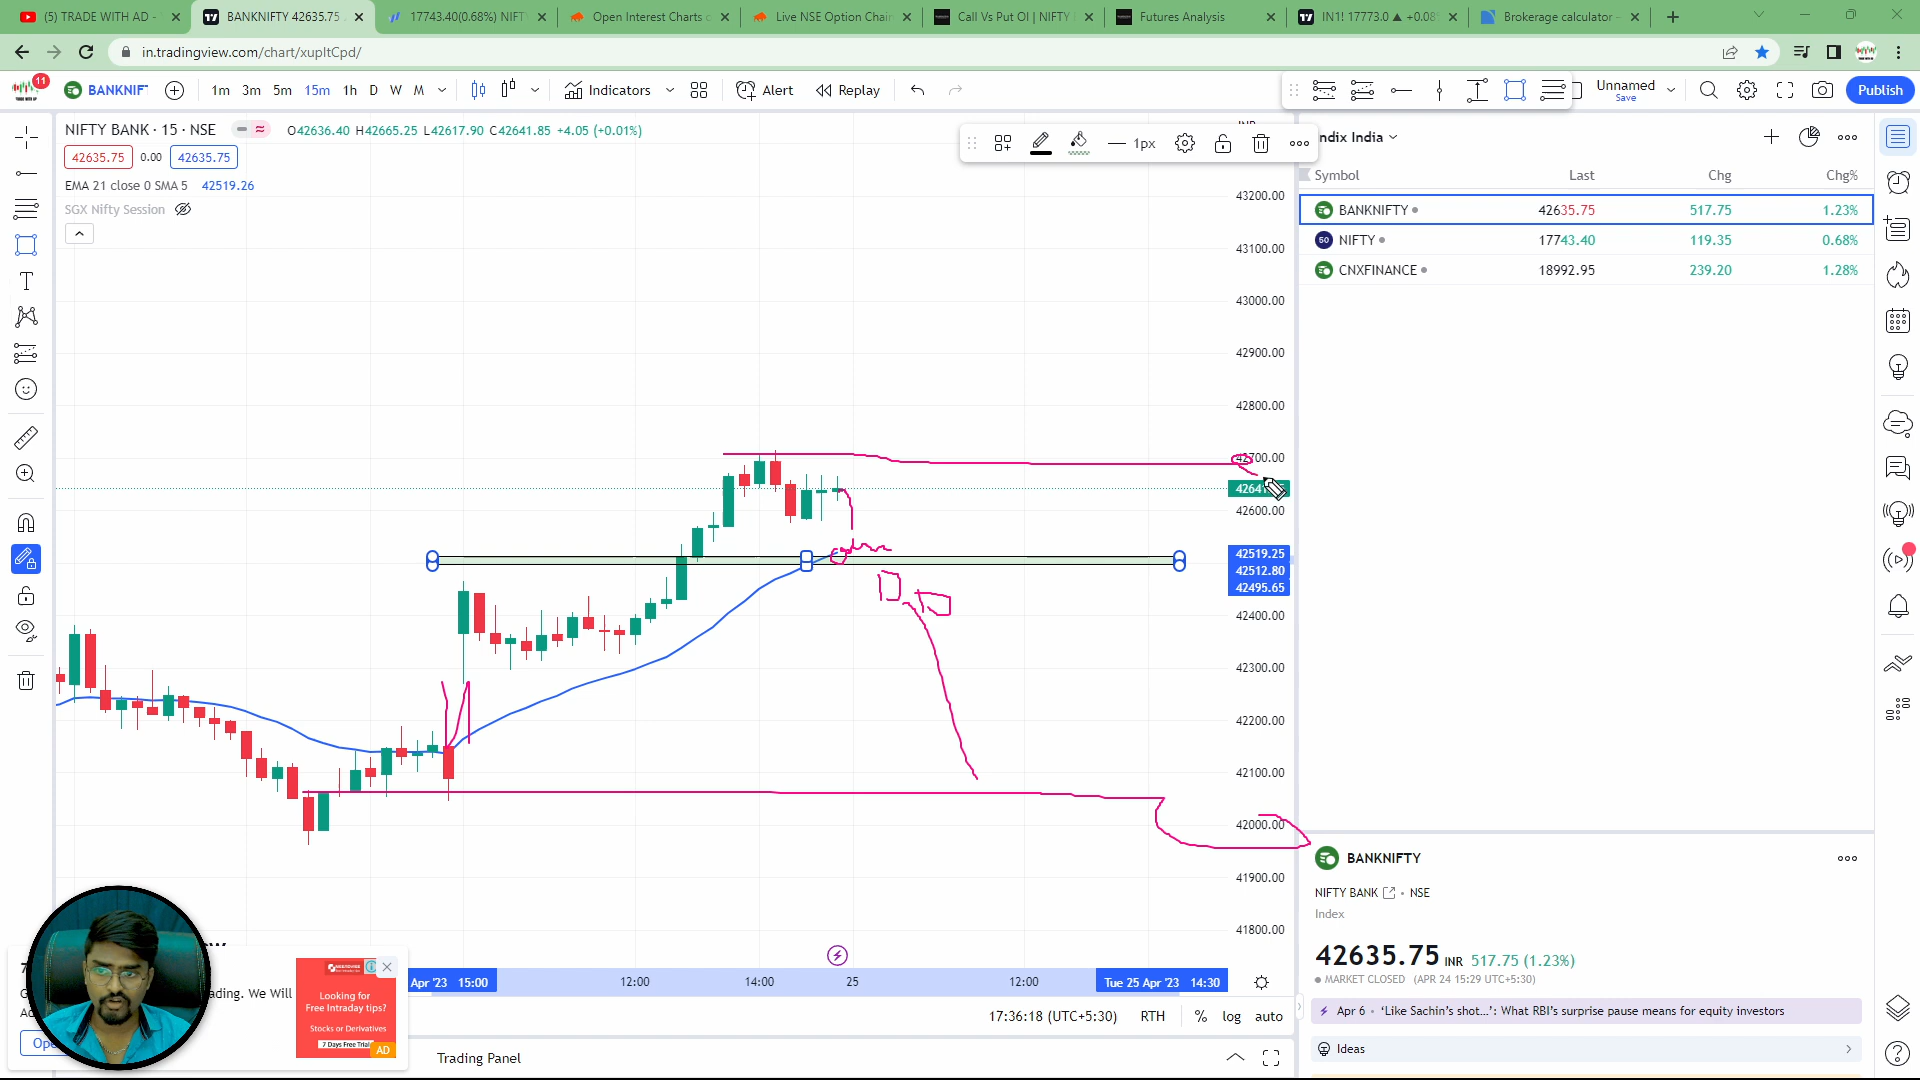 (5) TRADE WITH AD -
BANKNIFTY 42635.75
17743.40(0.68%) NIFT
Open Interest Charts
Live NSE Option Chain
Call Vs Put OI | NIFTY
Futures Analysis
IN1! 17773.0 ▲ +0.08
Brokerage calculator -
in.tradingview.com/chart/xupltCpd/
11
BANKNIF
1m 3m 5m 15m 1h D W M
Indicators
Alert
Replay
Unnamed
Save
Publish
NIFTY BANK · 15 · NSE
O42636.40 H42665.25 L42617.90 C42641.85 +4.05 (+0.01%)
42635.75 0.00 42635.75
EMA 21 close 0 SMA 5 42519.26
SGX Nifty Session
1px
ndix India
Symbol Last Chg Chg%
BANKNIFTY 42635.75 517.75 1.23%
50 NIFTY 17743.40 119.35 0.68%
CNXFINANCE 18992.95 239.20 1.28%
43200.00
43100.00
43000.00
42900.00
42800.00
42700.00
42600.00
42519.25
42512.80
42495.65
42400.00
42300.00
42200.00
42100.00
42000.00
41900.00
41800.00
Apr '23 15:00
12:00
14:00
25
12:00
Tue 25 Apr '23 14:30
17:36:18 (UTC+5:30) RTH % log auto
Trading Panel
BANKNIFTY
NIFTY BANK · NSE
Index
42635.75 INR 517.75 (1.23%)
MARKET CLOSED (APR 24 15:29 UTC+5:30)
Apr 6 · 'Like Sachin's shot...': What RBI's surprise pause means for equity investors
Ideas
ading. We Will
Looking for
Free Intraday tips?
Stocks or Derivatives
7 Days Free Trial
AD